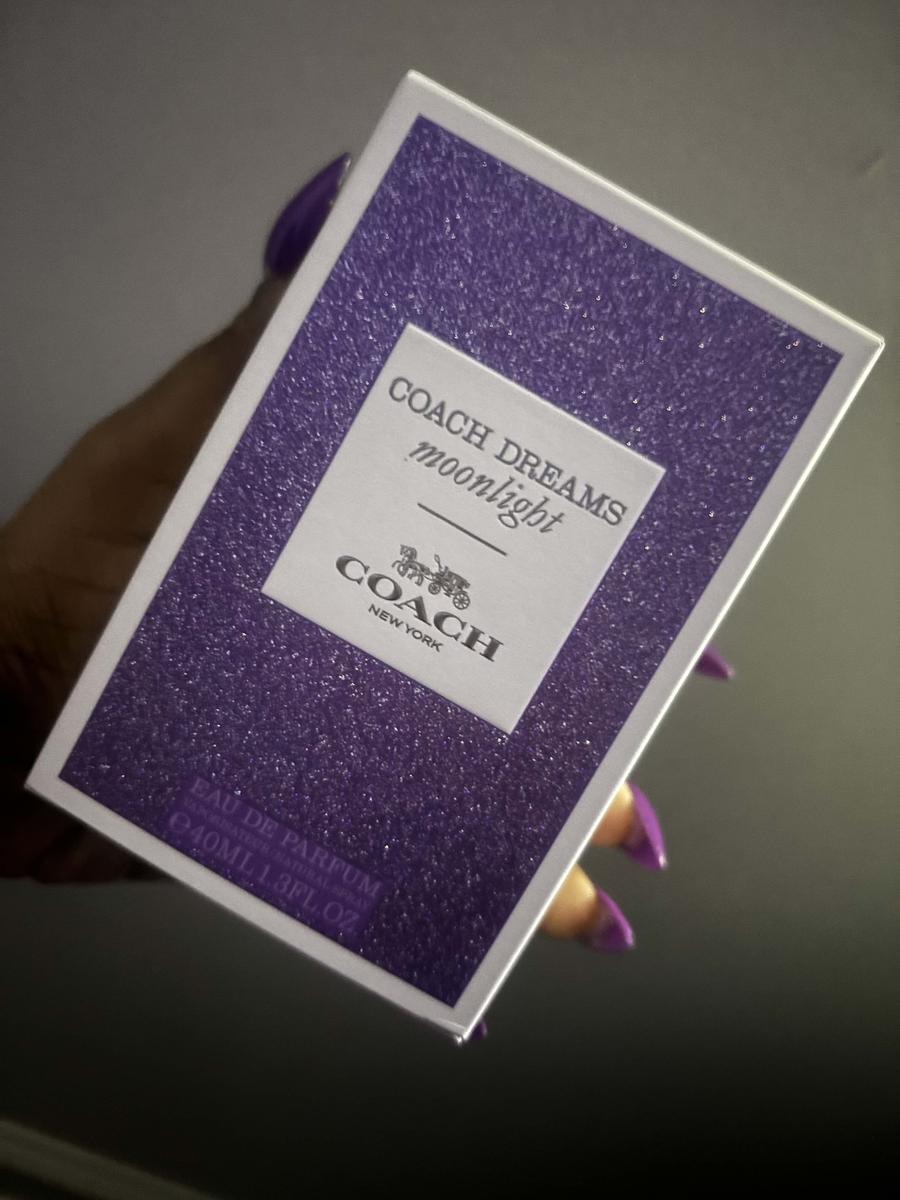 COACH DREAMS
moonlight
COACH
NEW YORK
EAU DE PARFUM
℮40ML 1.3FL OZ